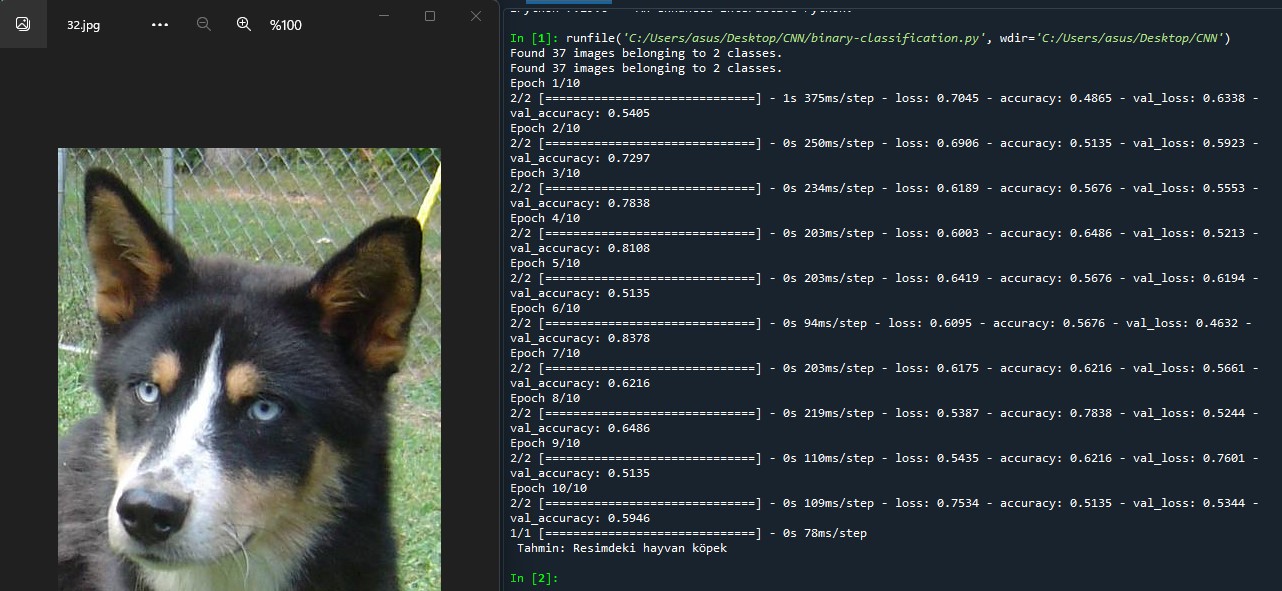 32.jpg
%100
In [1]: runfile('C:/Users/asus/Desktop/CNN/binary-classification.py', wdir='C:/Users/asus/Desktop/CNN')
Found 37 images belonging to 2 classes.
Found 37 images belonging to 2 classes.
Epoch 1/10
2/2 [==============================] - 1s 375ms/step - loss: 0.7045 - accuracy: 0.4865 - val_loss: 0.6338 -
val_accuracy: 0.5405
Epoch 2/10
2/2 [==============================] - 0s 250ms/step - loss: 0.6906 - accuracy: 0.5135 - val_loss: 0.5923 -
val_accuracy: 0.7297
Epoch 3/10
2/2 [==============================] - 0s 234ms/step - loss: 0.6189 - accuracy: 0.5676 - val_loss: 0.5553 -
val_accuracy: 0.7838
Epoch 4/10
2/2 [==============================] - 0s 203ms/step - loss: 0.6003 - accuracy: 0.6486 - val_loss: 0.5213 -
val_accuracy: 0.8108
Epoch 5/10
2/2 [==============================] - 0s 203ms/step - loss: 0.6419 - accuracy: 0.5676 - val_loss: 0.6194 -
val_accuracy: 0.5135
Epoch 6/10
2/2 [==============================] - 0s 94ms/step - loss: 0.6095 - accuracy: 0.5676 - val_loss: 0.4632 -
val_accuracy: 0.8378
Epoch 7/10
2/2 [==============================] - 0s 203ms/step - loss: 0.6175 - accuracy: 0.6216 - val_loss: 0.5661 -
val_accuracy: 0.6216
Epoch 8/10
2/2 [==============================] - 0s 219ms/step - loss: 0.5387 - accuracy: 0.7838 - val_loss: 0.5244 -
val_accuracy: 0.6486
Epoch 9/10
2/2 [==============================] - 0s 110ms/step - loss: 0.5435 - accuracy: 0.6216 - val_loss: 0.7601 -
val_accuracy: 0.5135
Epoch 10/10
2/2 [==============================] - 0s 109ms/step - loss: 0.7534 - accuracy: 0.5135 - val_loss: 0.5344 -
val_accuracy: 0.5946
1/1 [==============================] - 0s 78ms/step
Tahmin: Resimdeki hayvan köpek
In [2]: